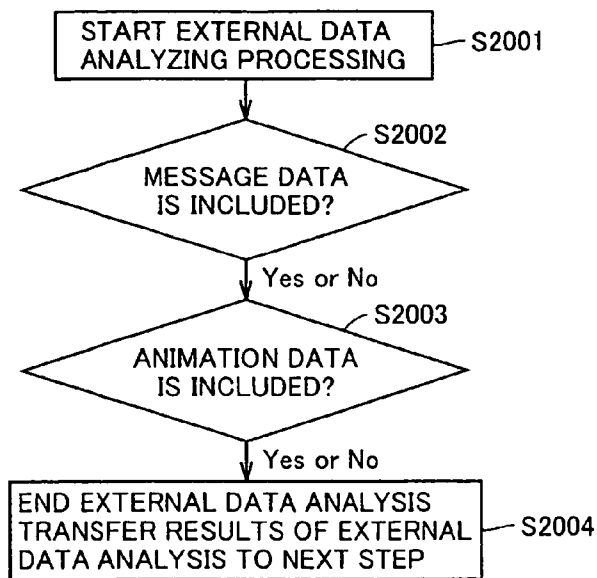 START EXTERNAL DATA
ANALYZING PROCESSING
S2001
S2002
MESSAGE DATA
IS INCLUDED?
Yes or No
S2003
ANIMATION DATA
IS INCLUDED?
Yes or No
END EXTERNAL DATA ANALYSIS
TRANSFER RESULTS OF EXTERNAL
DATA ANALYSIS TO NEXT STEP
S2004